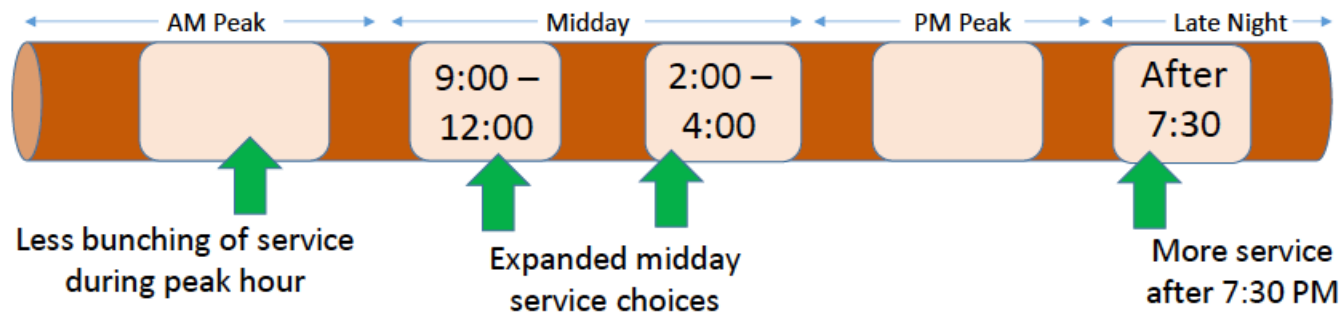 AM Peak
Midday
PM Peak
Late Night
9:00 –
12:00
2:00 –
4:00
After
7:30
Less bunching of service
during peak hour
Expanded midday
service choices
More service
after 7:30 PM